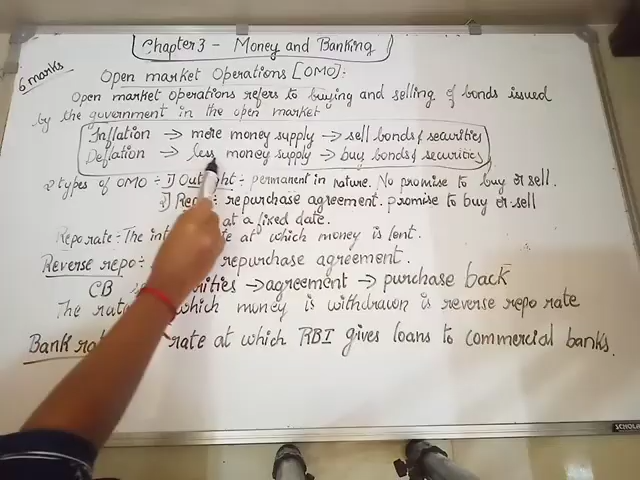 Chapter 3 - Money and Banking
6 marks
Open market Operations [OMO]:
Open market operations refers to buying and selling of bonds issued
by the government in the open market
Inflation → more money supply → sell bonds & securities
Deflation → less money supply → buy bonds & securities
2 types of OMO ÷ 1) permanent in nature. No promise to buy or sell.
2) repurchase agreement. promise to buy or sell
at a fixed date.
Repo rate ÷ The at which money is lent.
Reverse repo ÷ repurchase agreement.
CB → agreement → purchase back
The which money is withdrawn is reverse repo rate
Bank rate at which RBI gives loans to commercial banks.